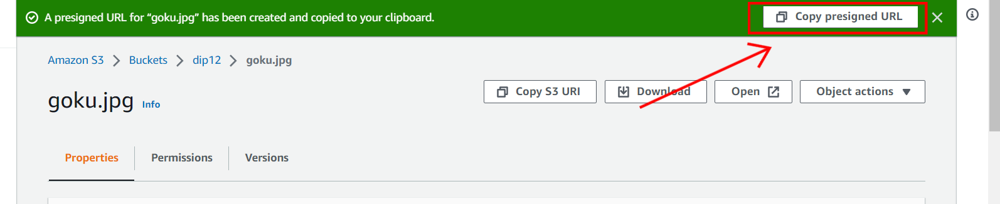 A presigned URL for “goku.jpg” has been created and copied to your clipboard.
Copy presigned URL
Amazon S3 > Buckets > dip12 > goku.jpg
goku.jpg Info
Copy S3 URI
Download
Open
Object actions
Properties
Permissions
Versions